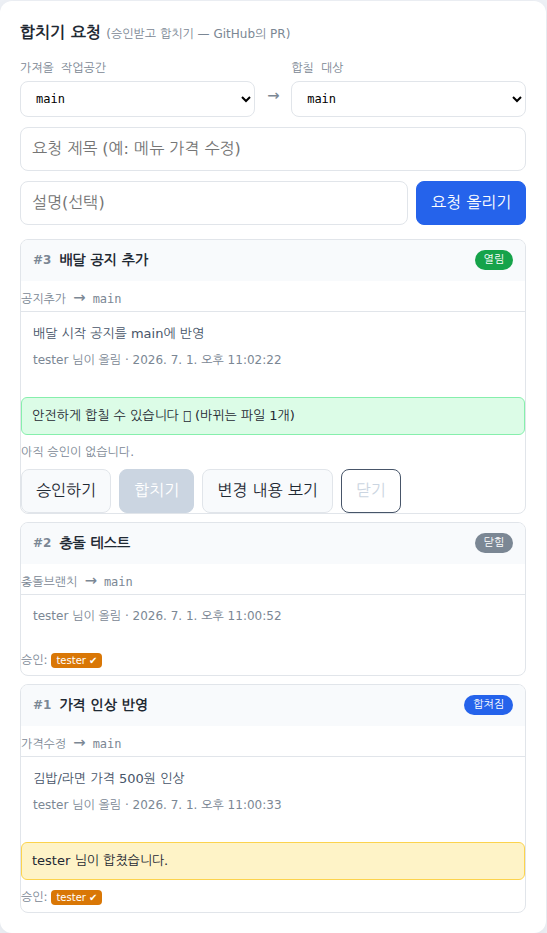 합치기 요청 (승인받고 합치기 — GitHub의 PR)
가져올 작업공간
합칠 대상
main → main
요청 제목 (예: 메뉴 가격 수정)
설명(선택)
요청 올리기
#3 배달 공지 추가 열림
공지추가 → main
배달 시작 공지를 main에 반영
tester 님이 올림 · 2026. 7. 1. 오후 11:02:22
안전하게 합칠 수 있습니다 (바뀌는 파일 1개)
아직 승인이 없습니다.
승인하기 합치기 변경 내용 보기 닫기
#2 충돌 테스트 닫힘
충돌브랜치 → main
tester 님이 올림 · 2026. 7. 1. 오후 11:00:52
승인: tester ✔
#1 가격 인상 반영 합쳐짐
가격수정 → main
김밥/라면 가격 500원 인상
tester 님이 올림 · 2026. 7. 1. 오후 11:00:33
tester 님이 합쳤습니다.
승인: tester ✔